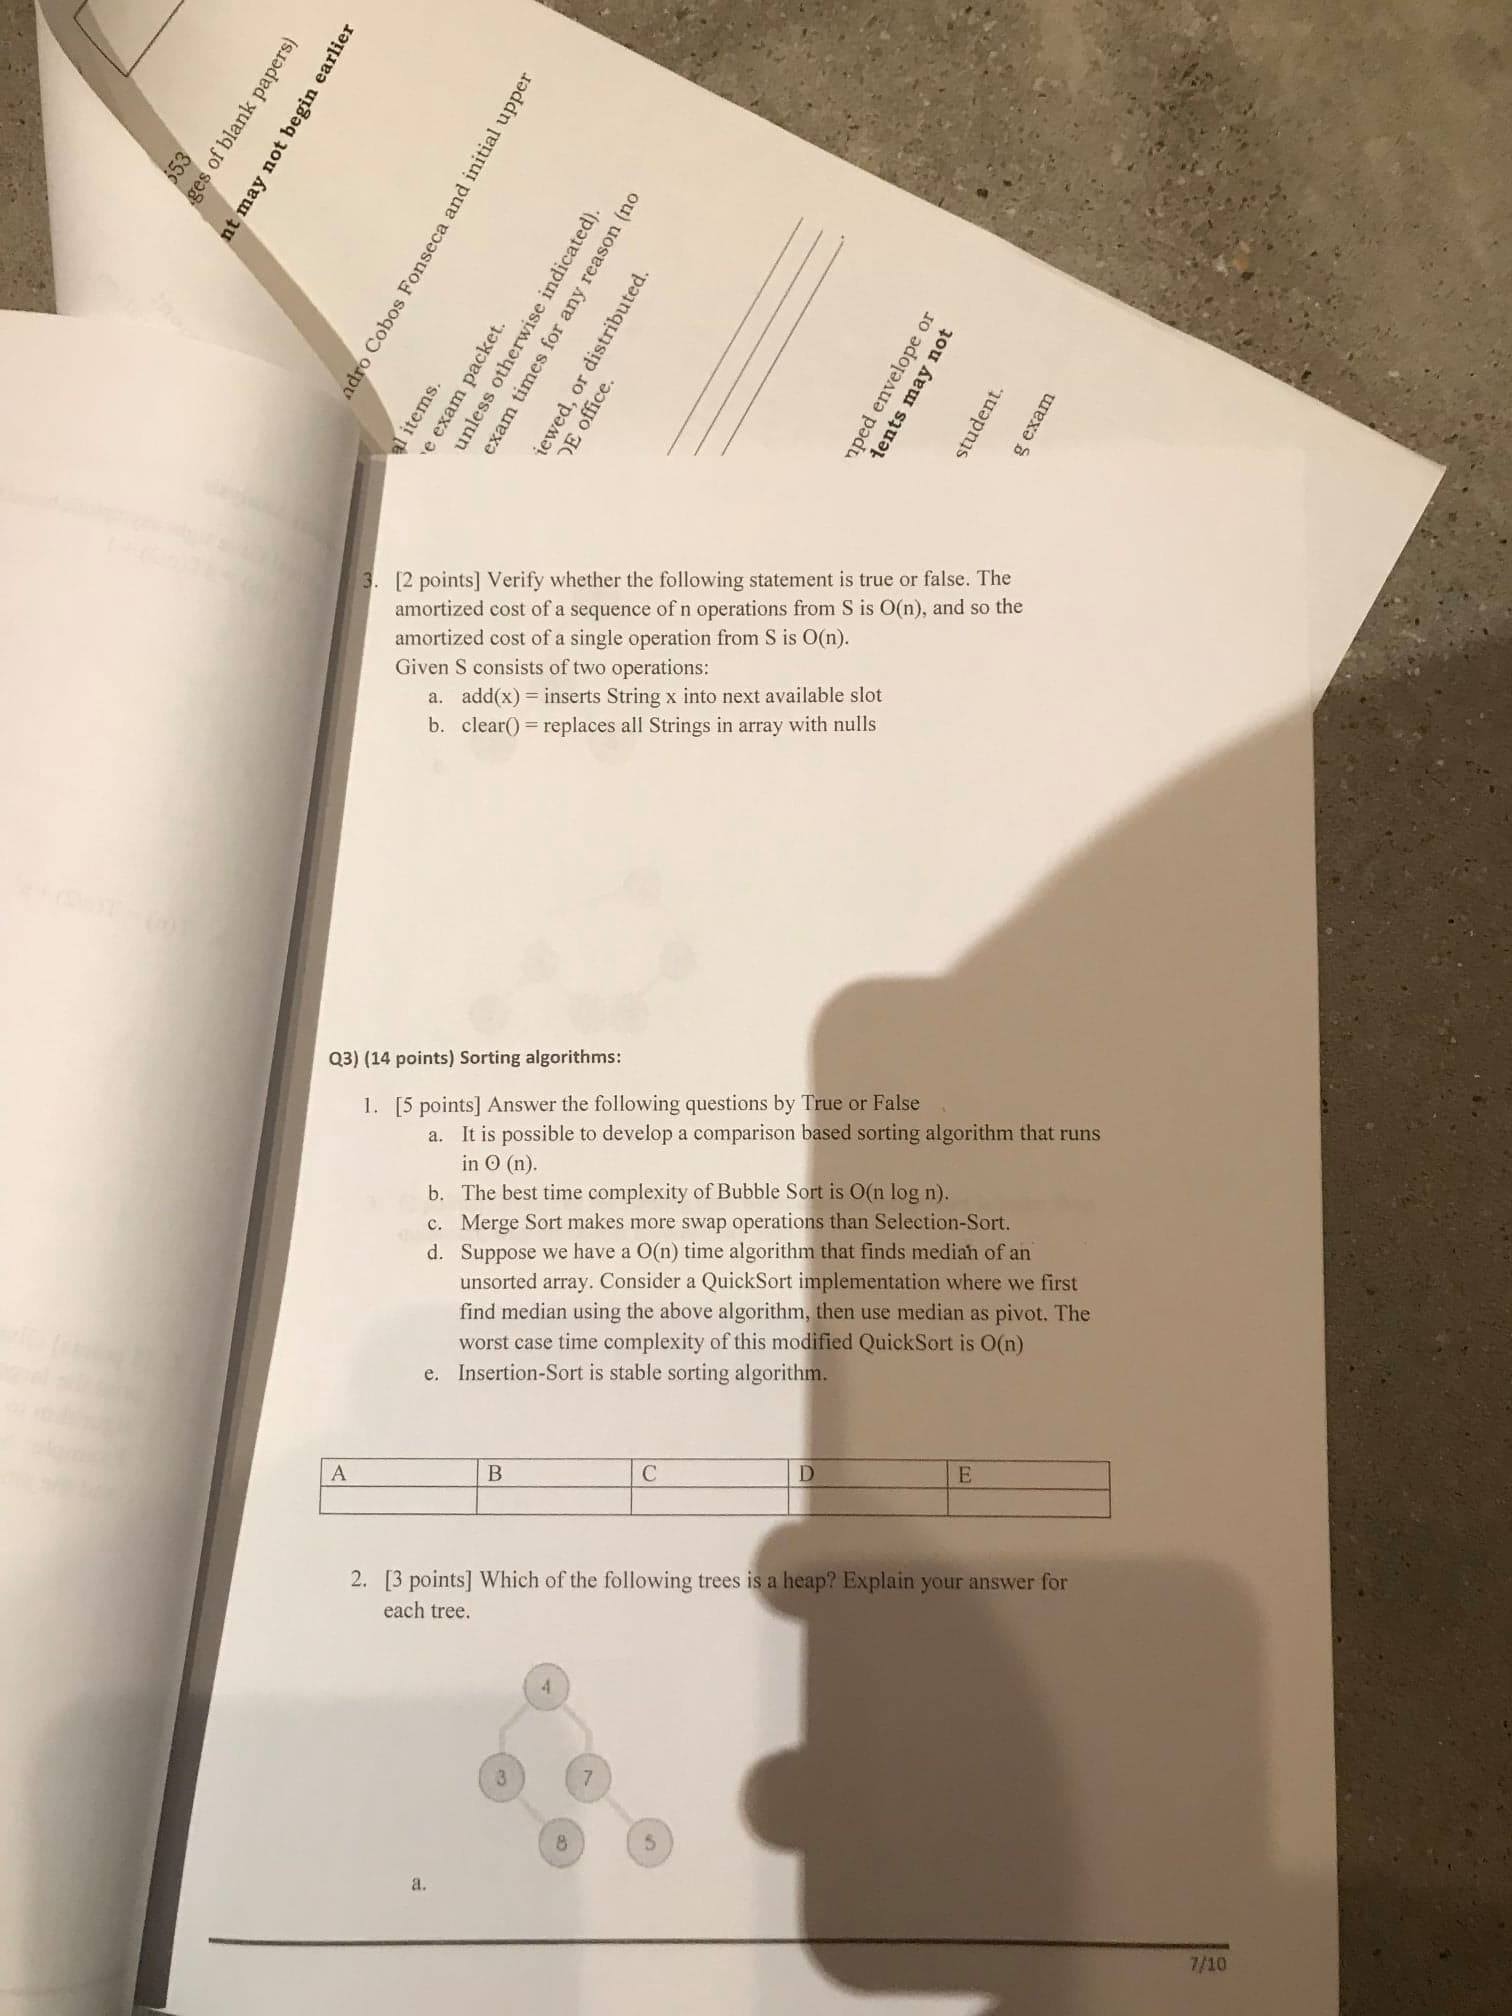 553
ges of blank papers)
nt may not begin earlier
ndro Cobos Fonseca and initial upper
al items.
e exam packet.
unless otherwise indicated).
exam times for any reason (no
iewed, or distributed.
OE office.
mped envelope or
dents may not
student.
g exam
3. [2 points] Verify whether the following statement is true or false. The
amortized cost of a sequence of n operations from S is O(n), and so the
amortized cost of a single operation from S is O(n).
Given S consists of two operations:
a. add(x) = inserts String x into next available slot
b. clear() = replaces all Strings in array with nulls
Q3) (14 points) Sorting algorithms:
1. [5 points] Answer the following questions by True or False
a. It is possible to develop a comparison based sorting algorithm that runs
in ʘ (n).
b. The best time complexity of Bubble Sort is O(n log n).
c. Merge Sort makes more swap operations than Selection-Sort.
d. Suppose we have a O(n) time algorithm that finds median of an
unsorted array. Consider a QuickSort implementation where we first
find median using the above algorithm, then use median as pivot. The
worst case time complexity of this modified QuickSort is O(n)
e. Insertion-Sort is stable sorting algorithm.
A B C D E
2. [3 points] Which of the following trees is a heap? Explain your answer for
each tree.
4
3 7
8 5
a.
7/10